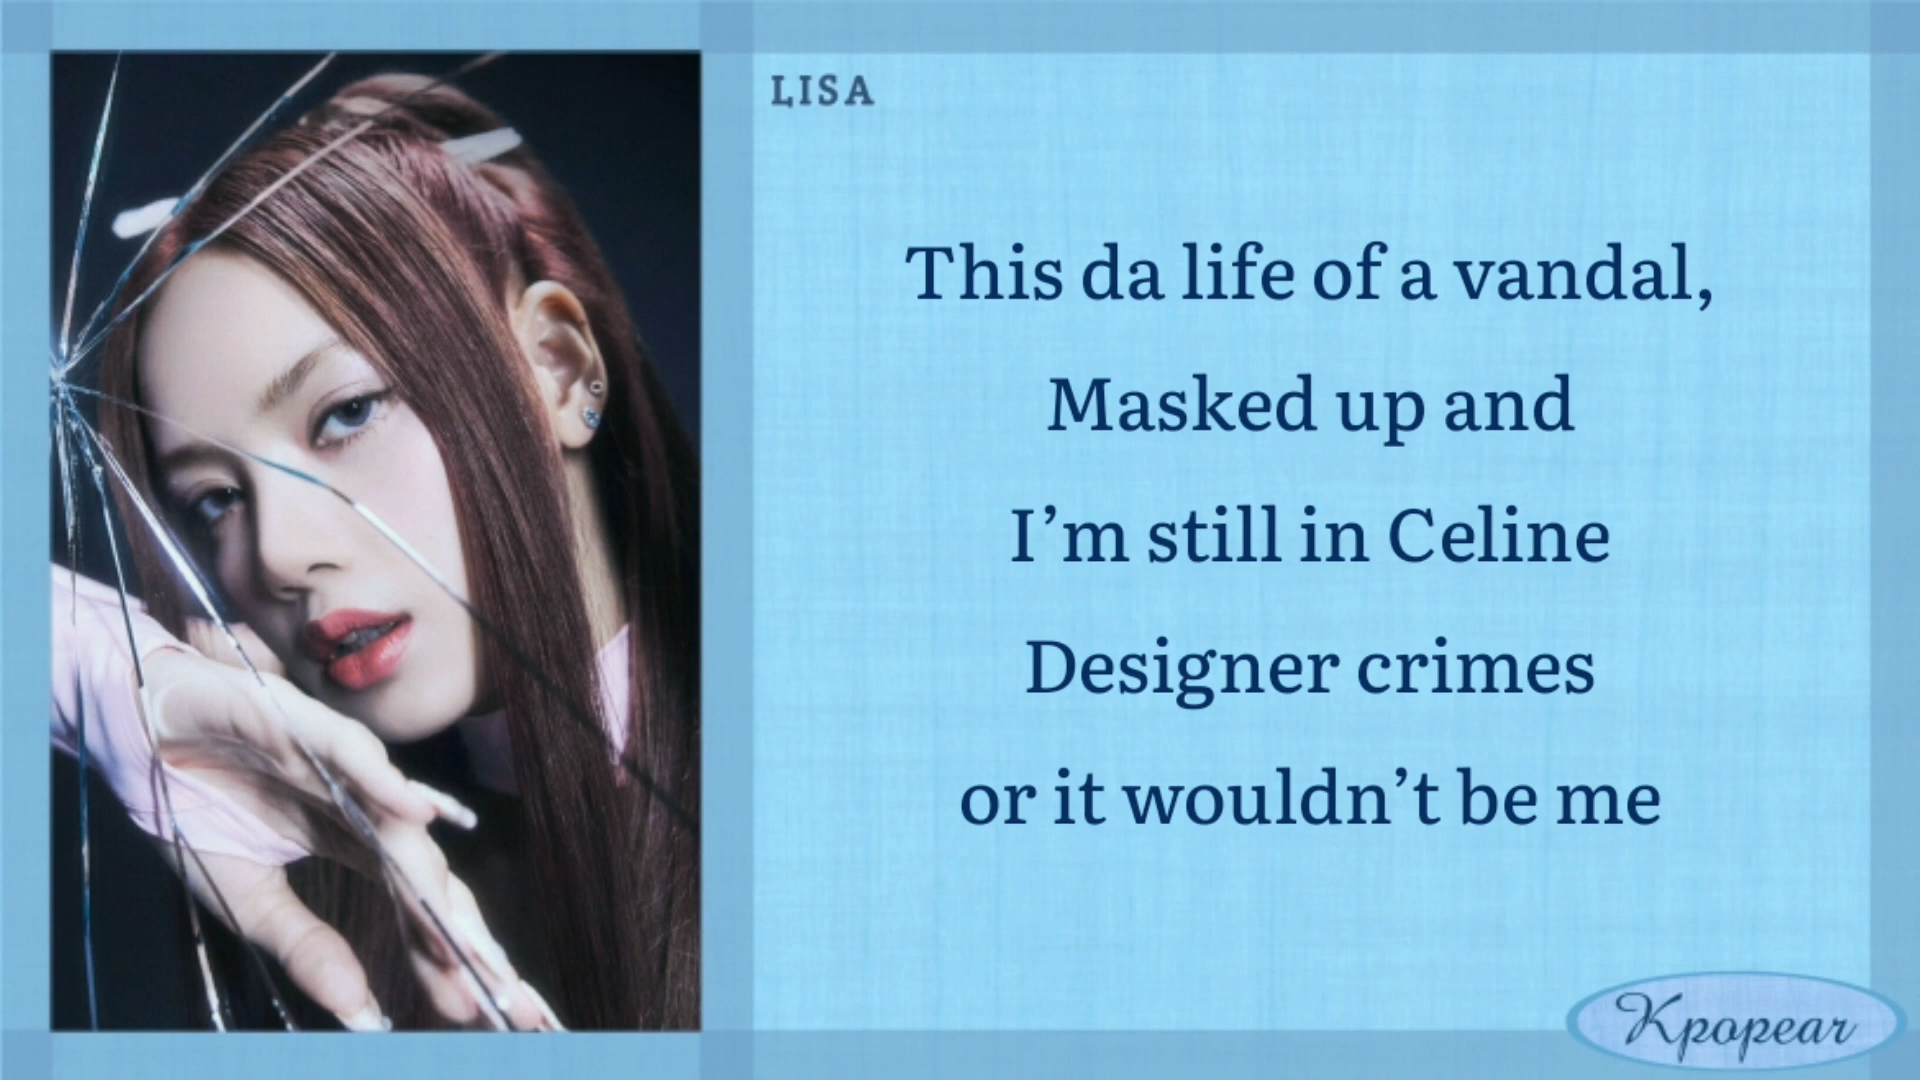 LISA
This da life of a vandal,
Masked up and
I’m still in Celine
Designer crimes
or it wouldn’t be me
Kpopear